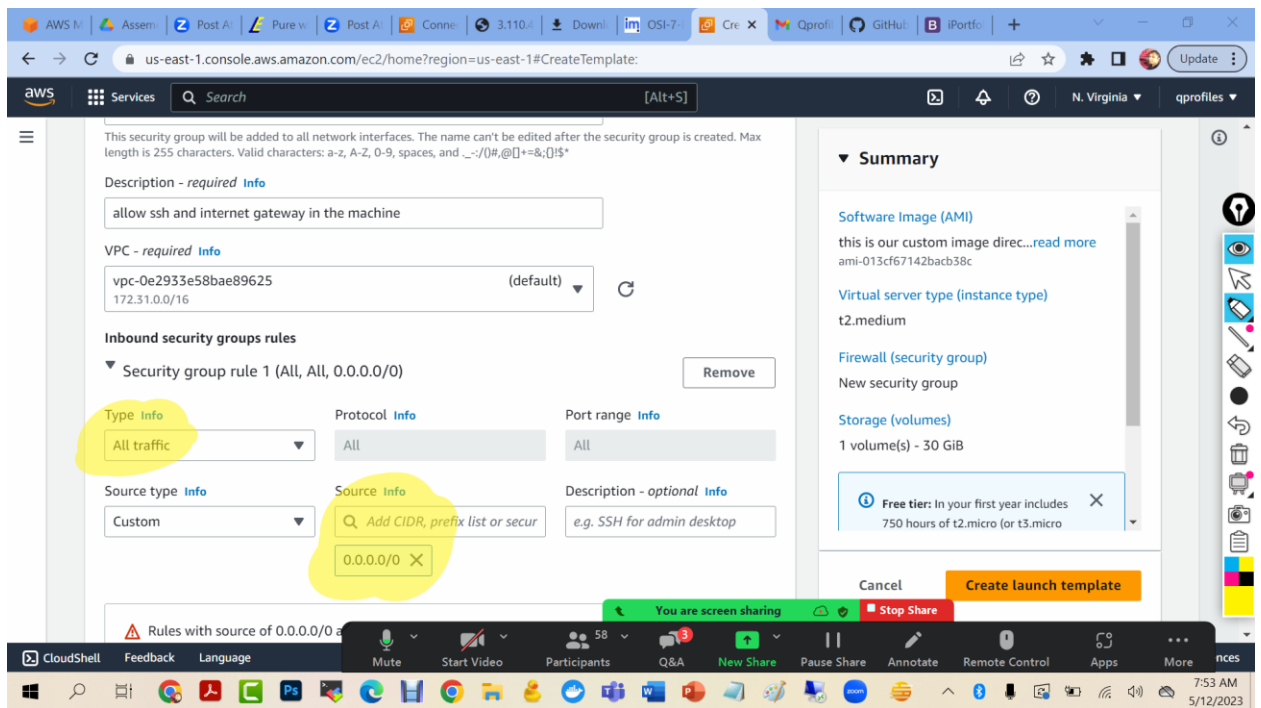 AWS M
Assem
Post A
Pure w
Post A
Conne
3.110.4
Downl
im OSI-7-
Cre
Qprofil
GitHub
iPortfo
us-east-1.console.aws.amazon.com/ec2/home?region=us-east-1#CreateTemplate:
Update
aws
Services
Search
[Alt+S]
N. Virginia
qprofiles
This security group will be added to all network interfaces. The name can't be edited after the security group is created. Max
length is 255 characters. Valid characters: a-z, A-Z, 0-9, spaces, and ._-:/()#,@[]+=&;{}!$*
Description - required Info
allow ssh and internet gateway in the machine
VPC - required Info
vpc-0e2933e58bae89625
(default)
172.31.0.0/16
Inbound security groups rules
Security group rule 1 (All, All, 0.0.0.0/0)
Remove
Type Info
Protocol Info
Port range Info
All traffic
All
All
Source type Info
Source Info
Description - optional Info
Custom
Add CIDR, prefix list or secur
e.g. SSH for admin desktop
0.0.0.0/0
Rules with source of 0.0.0.0/0 a
Summary
Software Image (AMI)
this is our custom image direc...read more
ami-013cf67142bacb38c
Virtual server type (instance type)
t2.medium
Firewall (security group)
New security group
Storage (volumes)
1 volume(s) - 30 GiB
Free tier: In your first year includes
750 hours of t2.micro (or t3.micro
Cancel
Create launch template
You are screen sharing
Stop Share
58
3
Mute
Start Video
Participants
Q&A
New Share
Pause Share
Annotate
Remote Control
Apps
More
CloudShell
Feedback
Language
nces
Ps
zoom
7:53 AM
5/12/2023